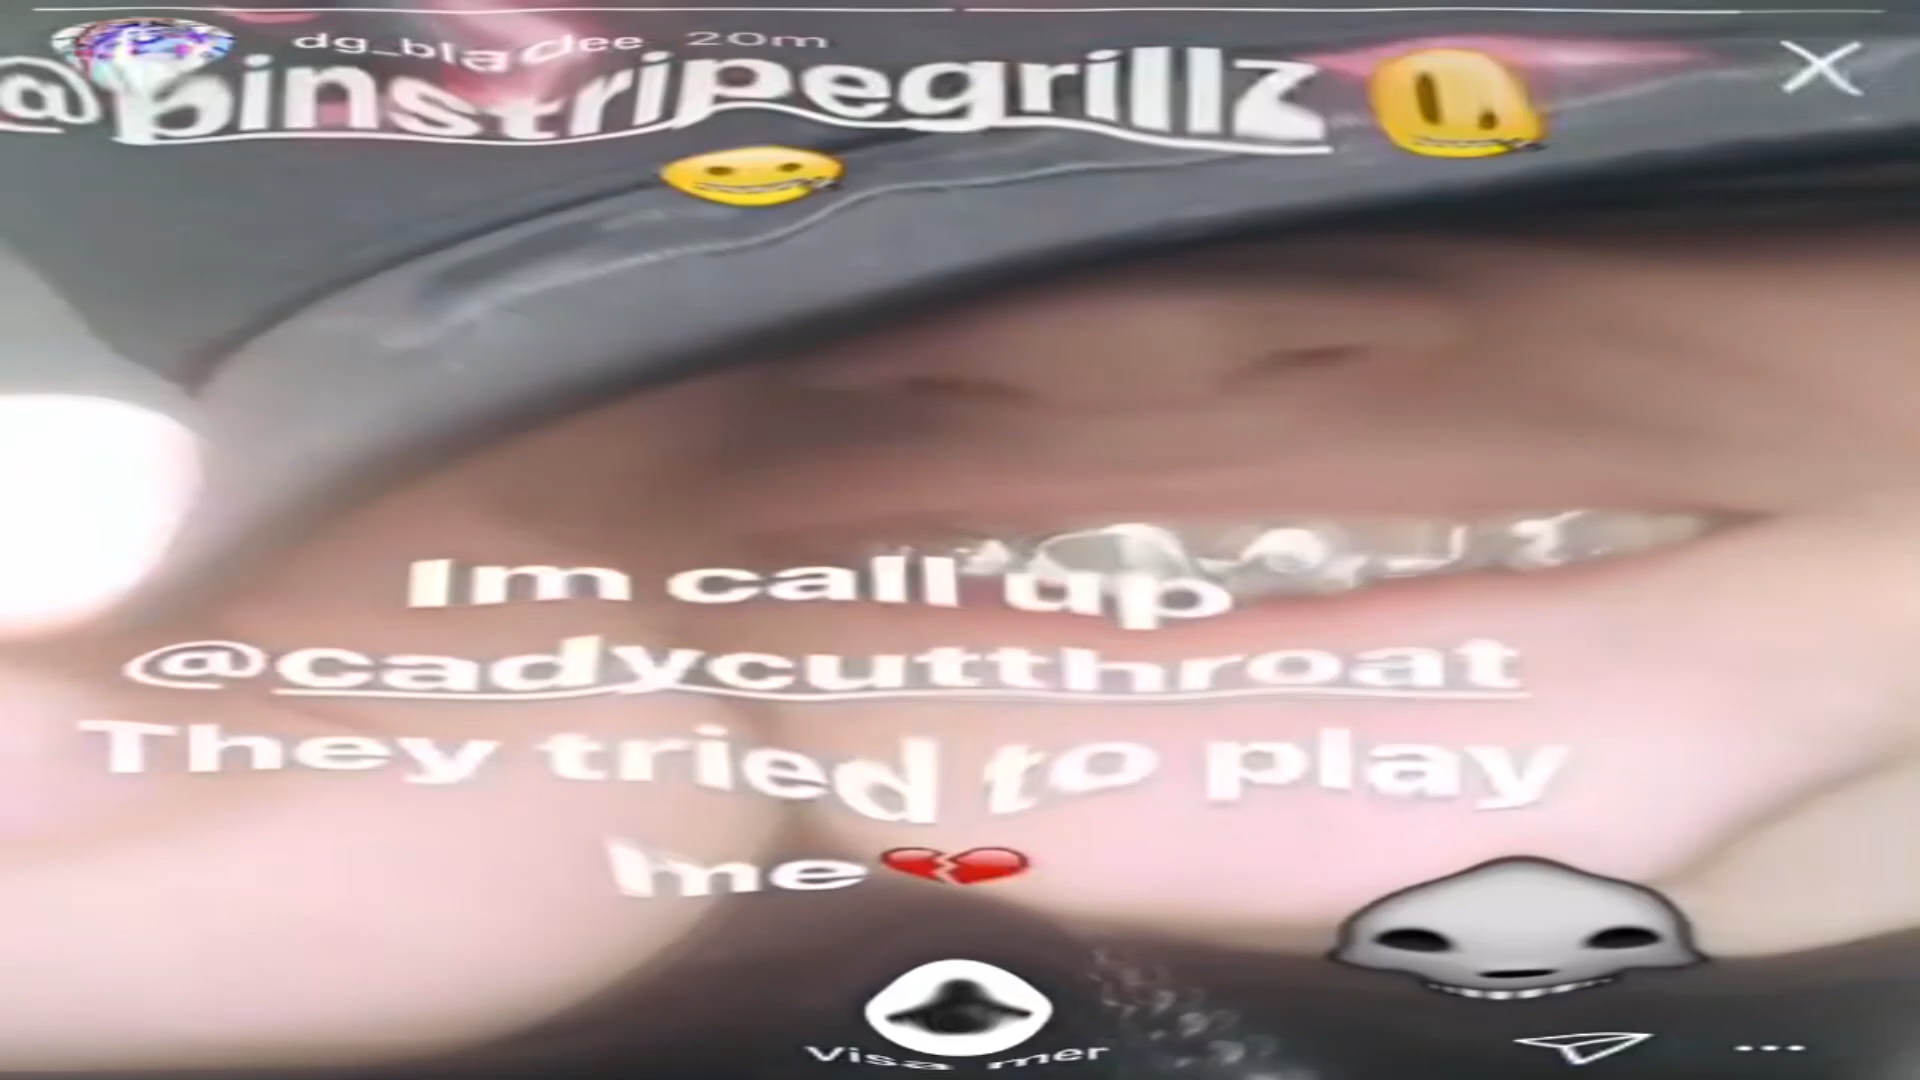 dg_bladee 20m
@pinstripegrillz
Im call up
@cadycutthroat
They tried to play
me💔
Visa mer